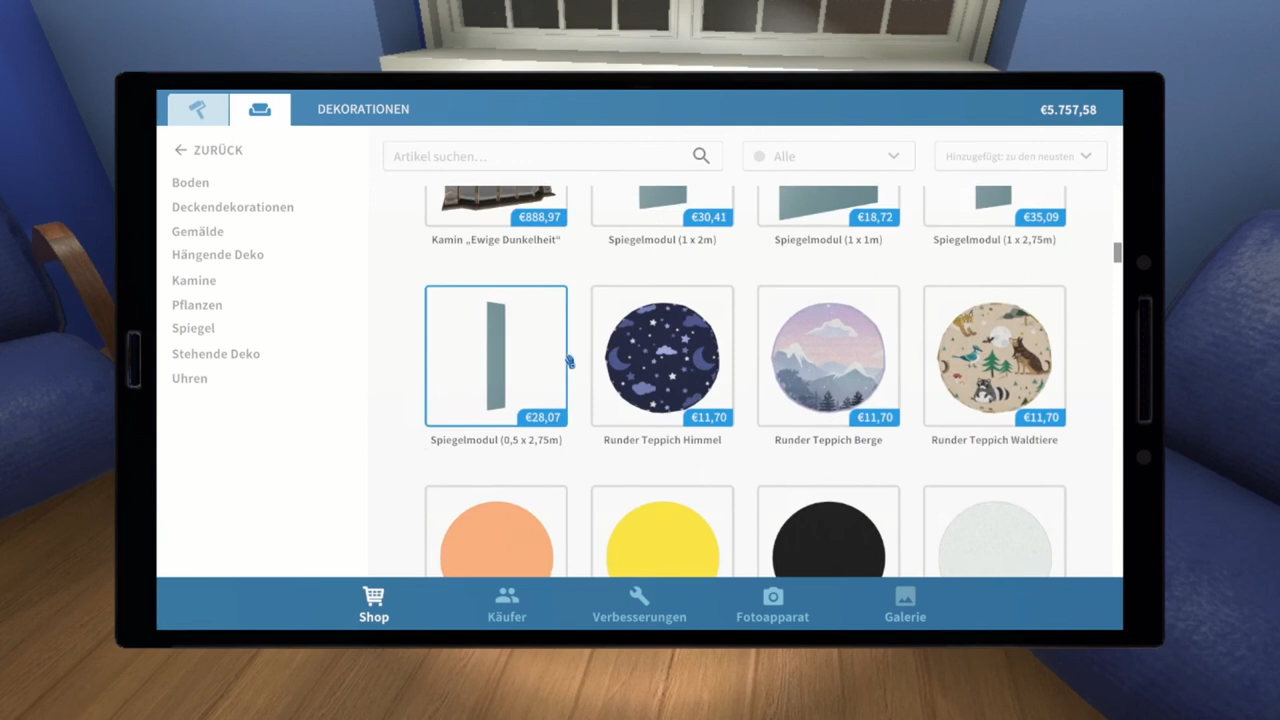 DEKORATIONEN
€5.757,58
ZURÜCK
Boden
Deckendekorationen
Gemälde
Hängende Deko
Kamine
Pflanzen
Spiegel
Stehende Deko
Uhren
Artikel suchen...
Alle
Hinzugefügt: zu den neusten
€888,97
€30,41
€18,72
€35,09
Kamin „Ewige Dunkelheit“
Spiegelmodul (1 x 2m)
Spiegelmodul (1 x 1m)
Spiegelmodul (1 x 2,75m)
€28,07
€11,70
€11,70
€11,70
Spiegelmodul (0,5 x 2,75m)
Runder Teppich Himmel
Runder Teppich Berge
Runder Teppich Waldtiere
Shop
Käufer
Verbesserungen
Fotoapparat
Galerie